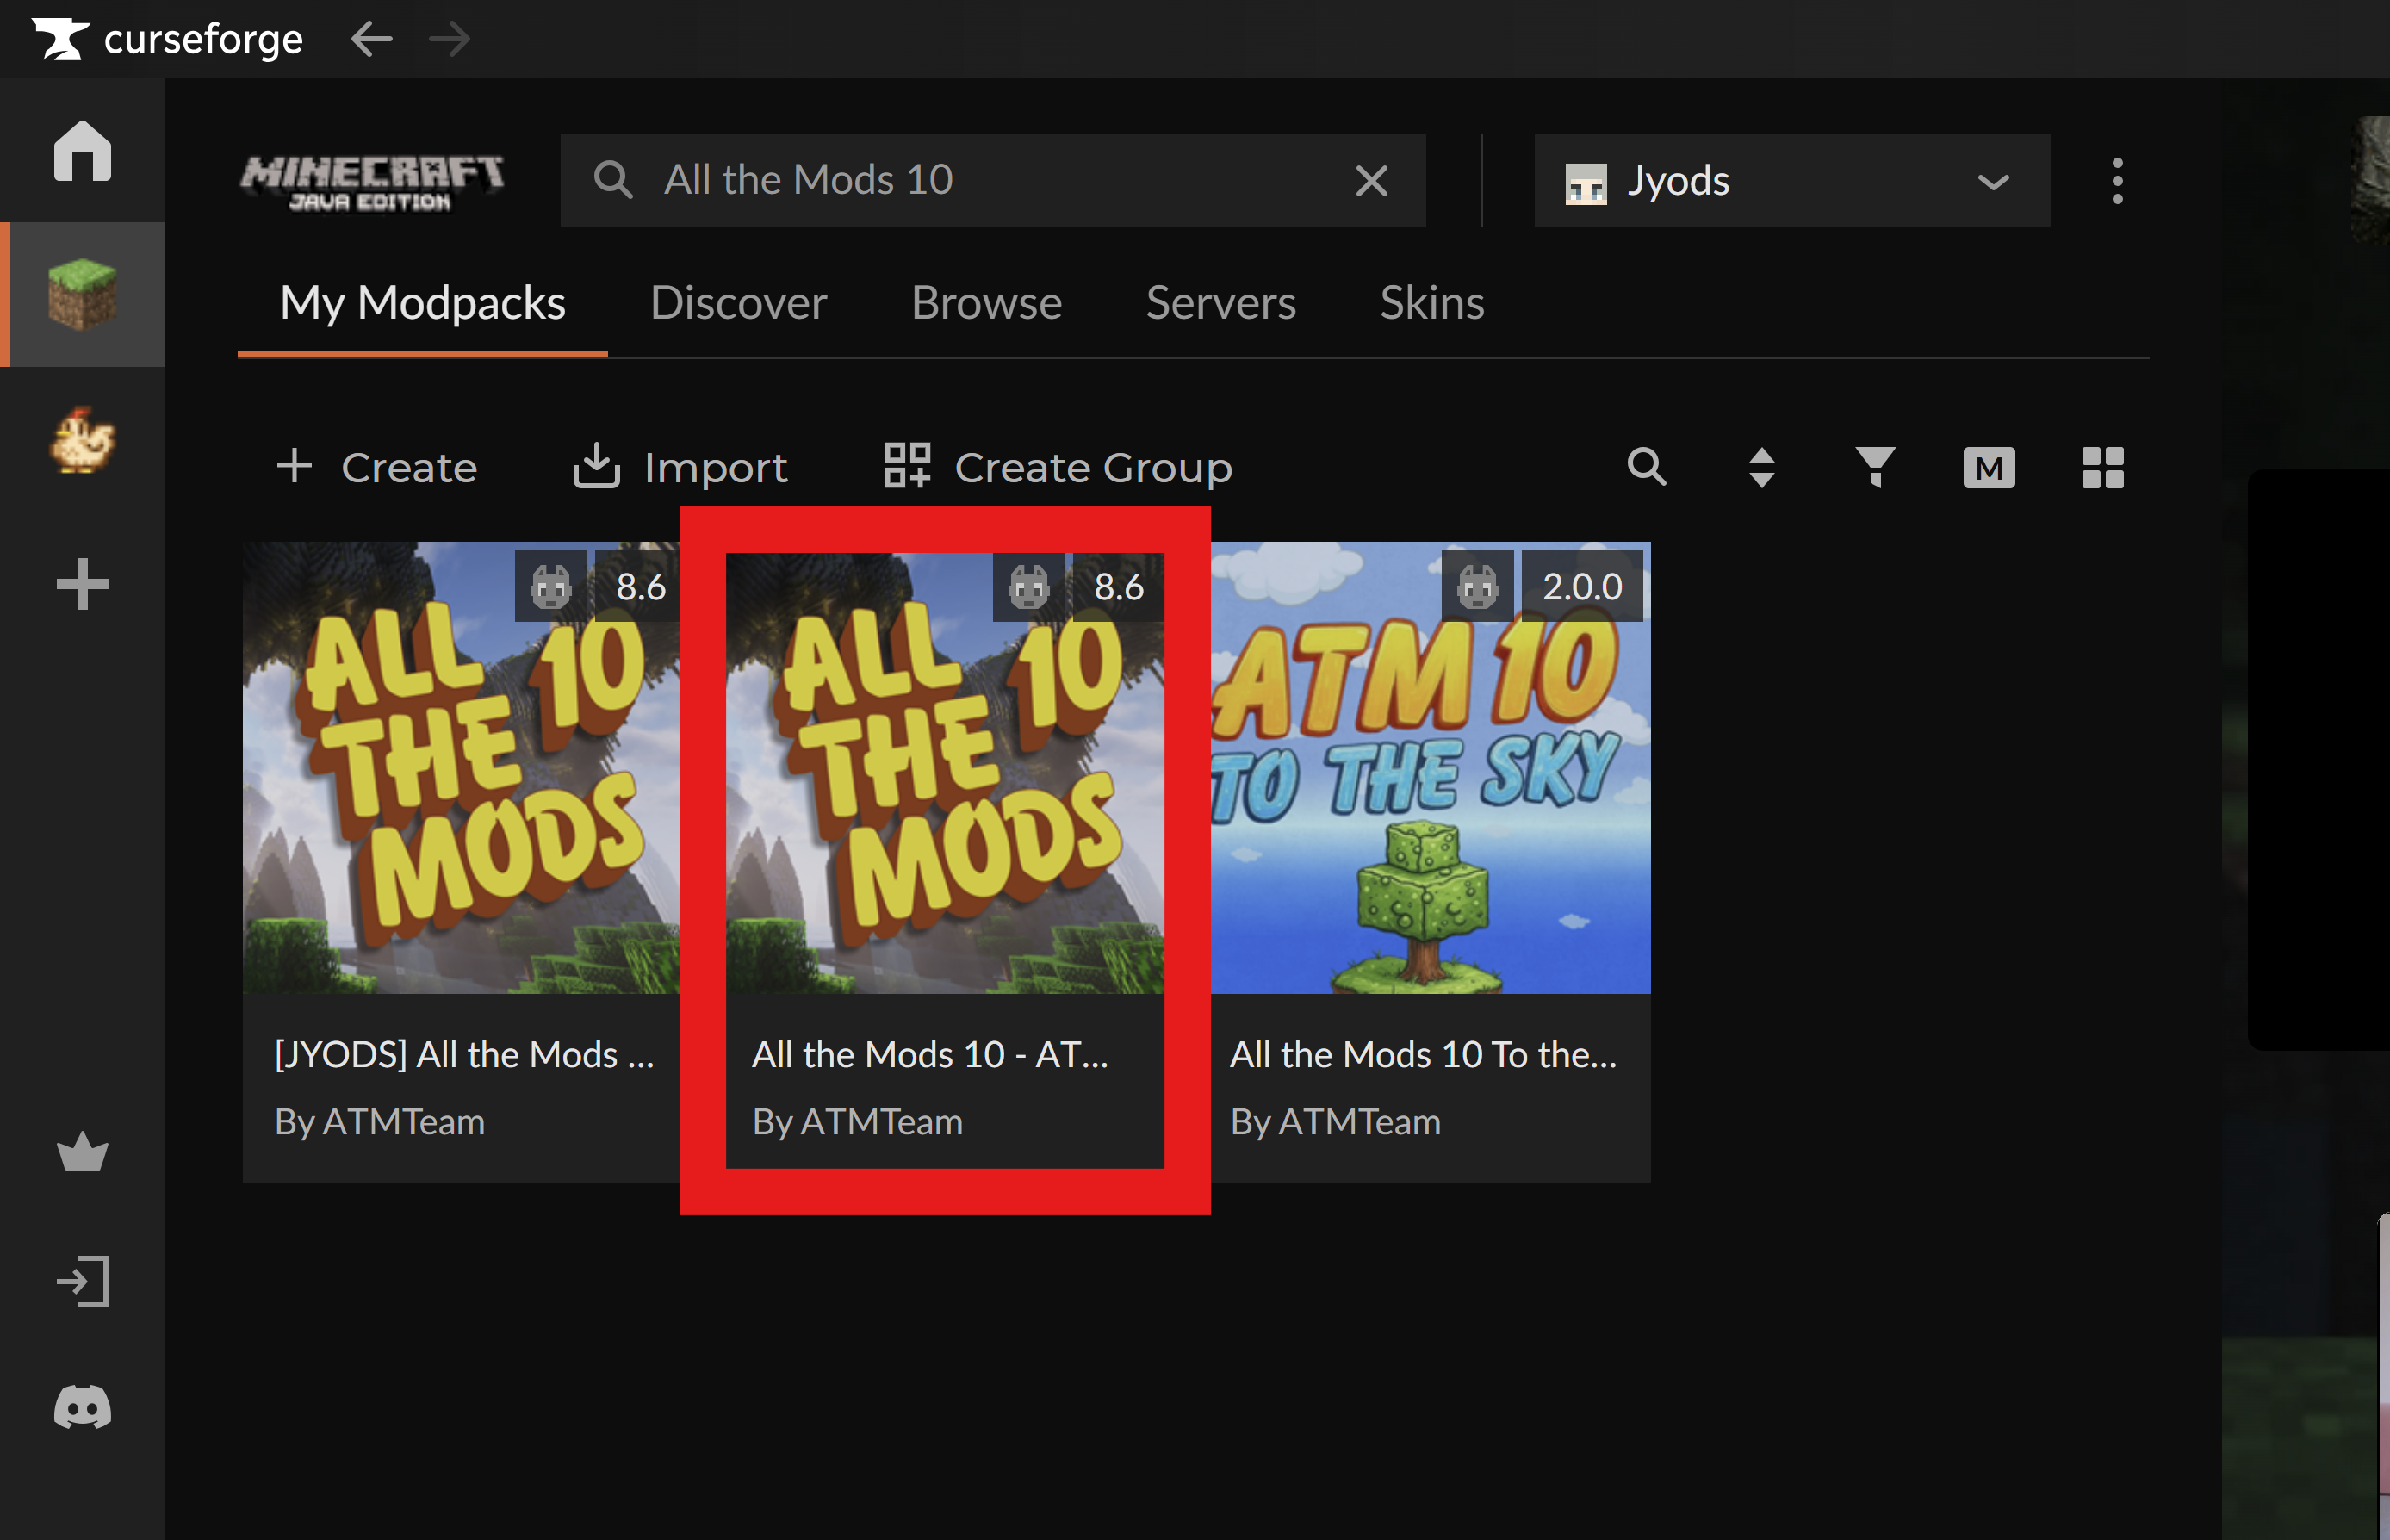 curseforge
MINECRAFT
JAVA EDITION
All the Mods 10
Jyods
My Modpacks
Discover
Browse
Servers
Skins
Create
Import
Create Group
M
8.6
ALL
THE 10
MODS
[JYODS] All the Mods ...
By ATMTeam
8.6
ALL
THE 10
MODS
All the Mods 10 - AT...
By ATMTeam
2.0.0
ATM 10
TO THE SKY
All the Mods 10 To the...
By ATMTeam